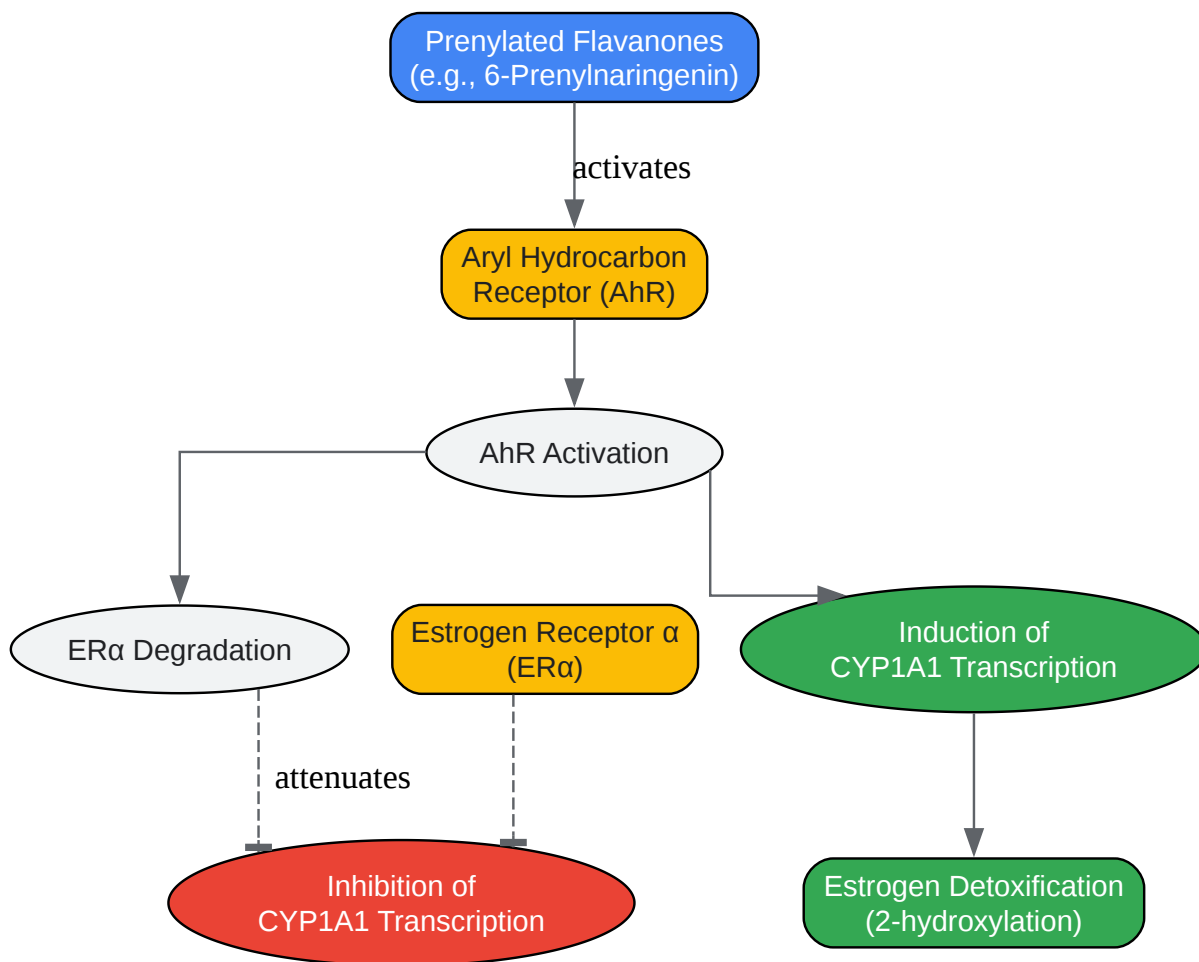 Prenylated Flavanones
(e.g., 6-Prenylnaringenin)
activates
Aryl Hydrocarbon
Receptor (AhR)
AhR Activation
ERα Degradation
Estrogen Receptor α
(ERα)
Induction of
CYP1A1 Transcription
attenuates
Inhibition of
CYP1A1 Transcription
Estrogen Detoxification
(2-hydroxylation)